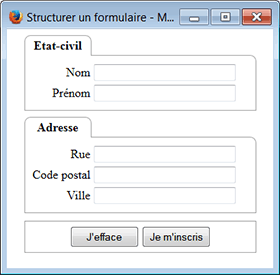 Structurer un formulaire - M...
Etat-civil
Nom
Prénom
Adresse
Rue
Code postal
Ville
J'efface Je m'inscris